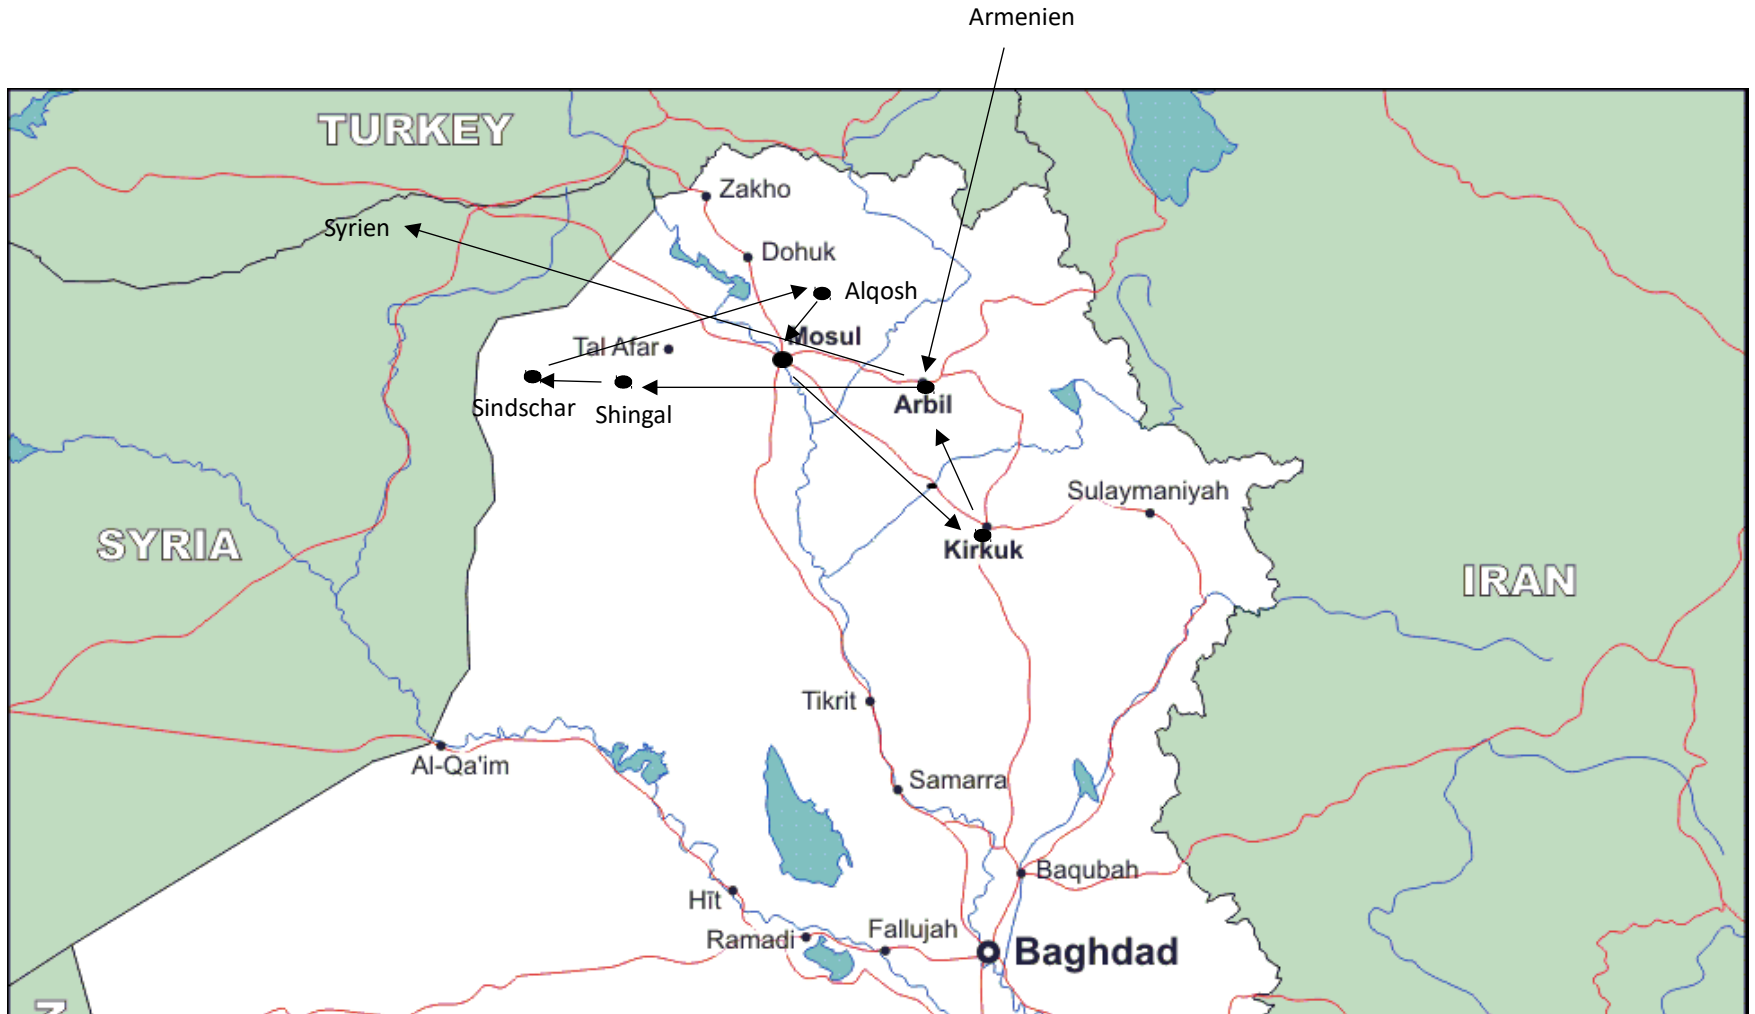 Armenien
TURKEY
Zakho
Syrien
Dohuk
Alqosh
Mosul
Tal Afar
Sindschar
Shingal
Arbil
Sulaymaniyah
SYRIA
Kirkuk
IRAN
Tikrit
Al-Qa'im
Samarra
Baqubah
Hīt
Ramadi
Fallujah
Baghdad
N